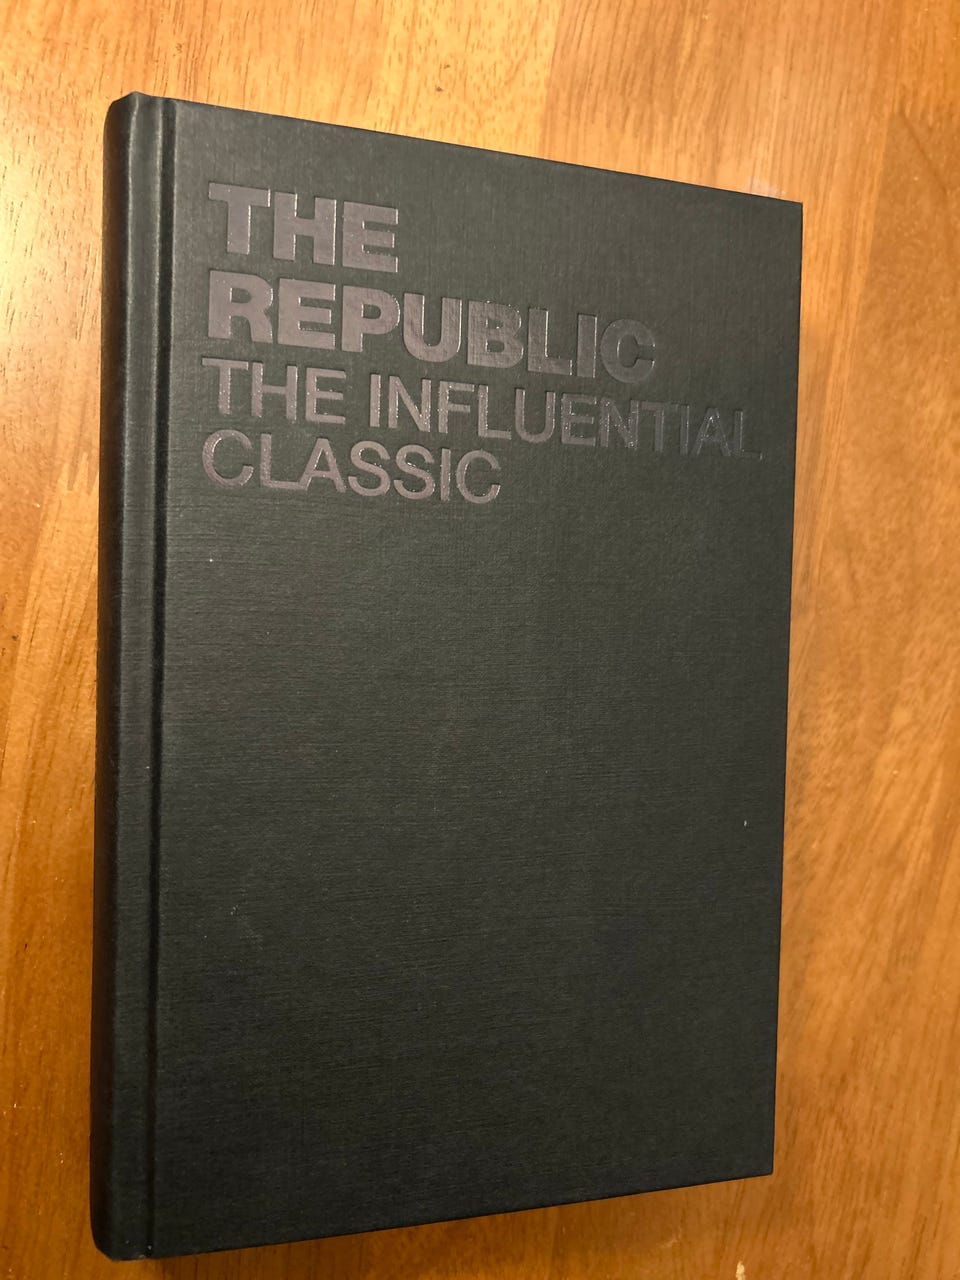 THE
REPUBLIC
THE INFLUENTIAL
CLASSIC